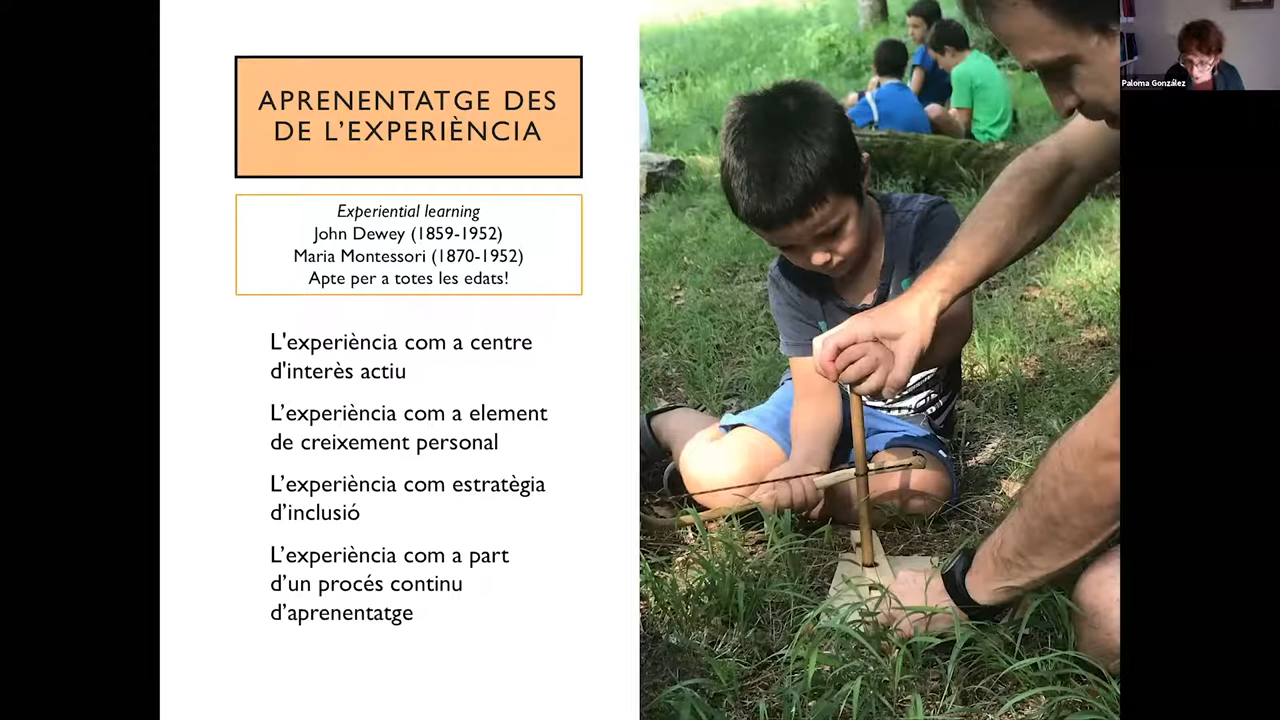 APRENENTATGE DES
DE L'EXPERIÈNCIA
Experiential learning
John Dewey (1859-1952)
Maria Montessori (1870-1952)
Apte per a totes les edats!
L'experiència com a centre
d'interès actiu
L’experiència com a element
de creixement personal
L’experiència com estratègia
d’inclusió
L’experiència com a part
d’un procés continu
d’aprenentatge
Paloma González